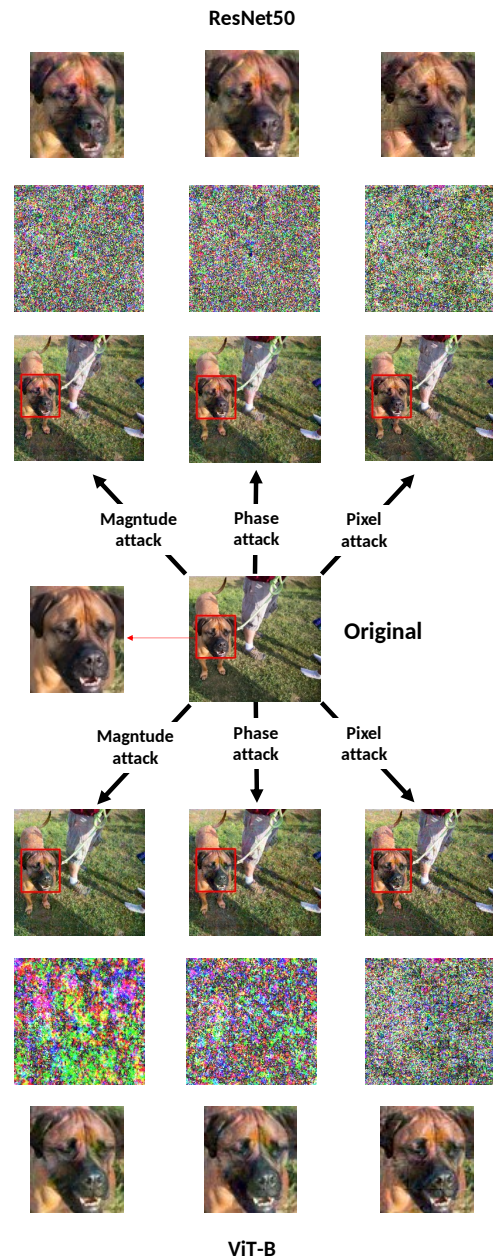 ResNet50
Magntude
attack
Phase
attack
Pixel
attack
Original
Magntude
attack
Phase
attack
Pixel
attack
ViT-B